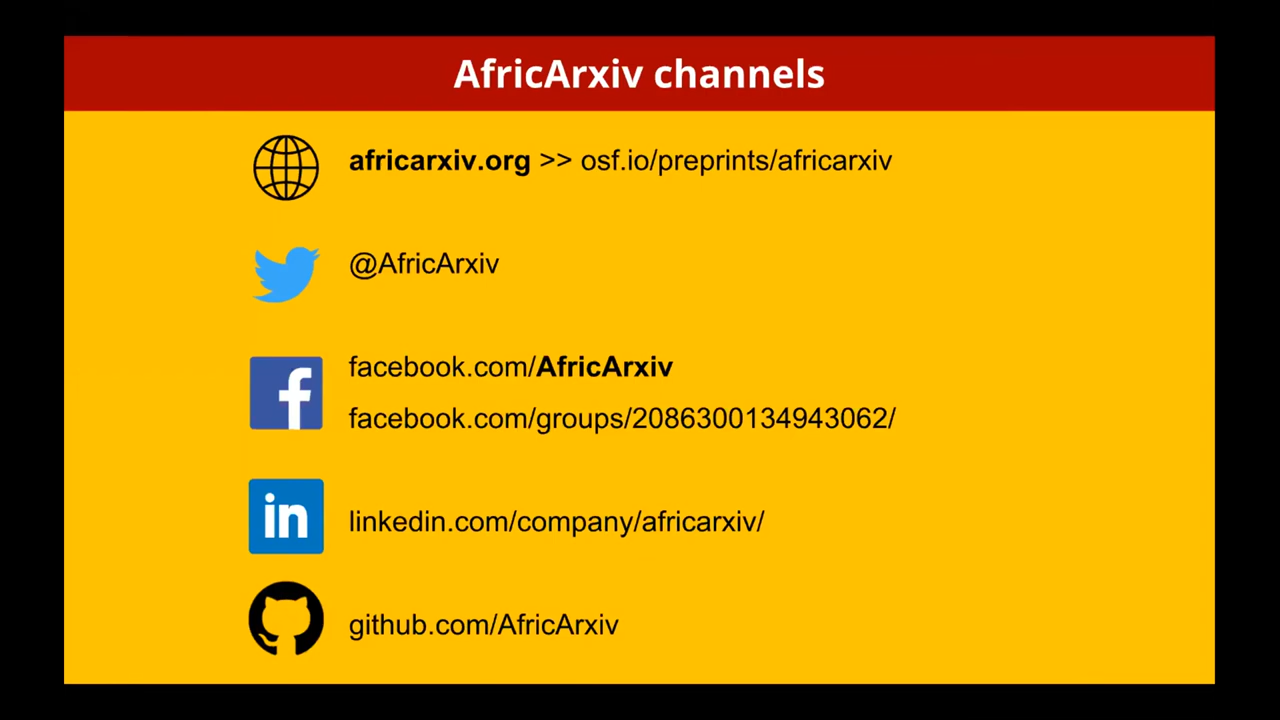 AfricArxiv channels
africarxiv.org >> osf.io/preprints/africarxiv
@AfricArxiv
facebook.com/AfricArxiv
facebook.com/groups/2086300134943062/
in
linkedin.com/company/africarxiv/
github.com/AfricArxiv